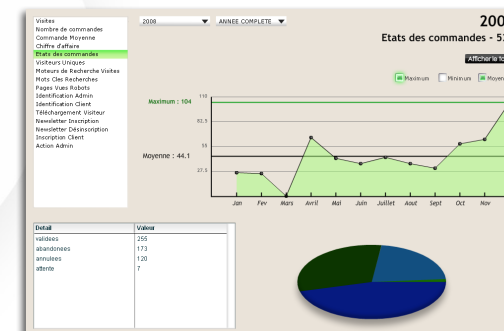 Visites
Nombre de commandes
Commande Moyenne
Chiffre d'affaire
Etats des commandes
Visiteurs Uniques
Moteurs de Recherche Visites
Mots Cles Recherches
Pages Vues Robots
Identification Admin
Identification Client
Téléchargement Visiteur
Newsletter Inscription
Newsletter Désinscription
Inscription Client
Action Admin
2008 ANNEE COMPLETE
200
Etats des commandes - 5
Afficher le to
Maximum Minimum Moyen
Maximum : 104
110
82.5
55
Moyenne : 44.1
27.5
Jan Fev Mars Avril Mai Juin Juillet Aout Sept Oct Nov
Detail Valeur
validees 255
abandonees 173
annulees 120
attente 7